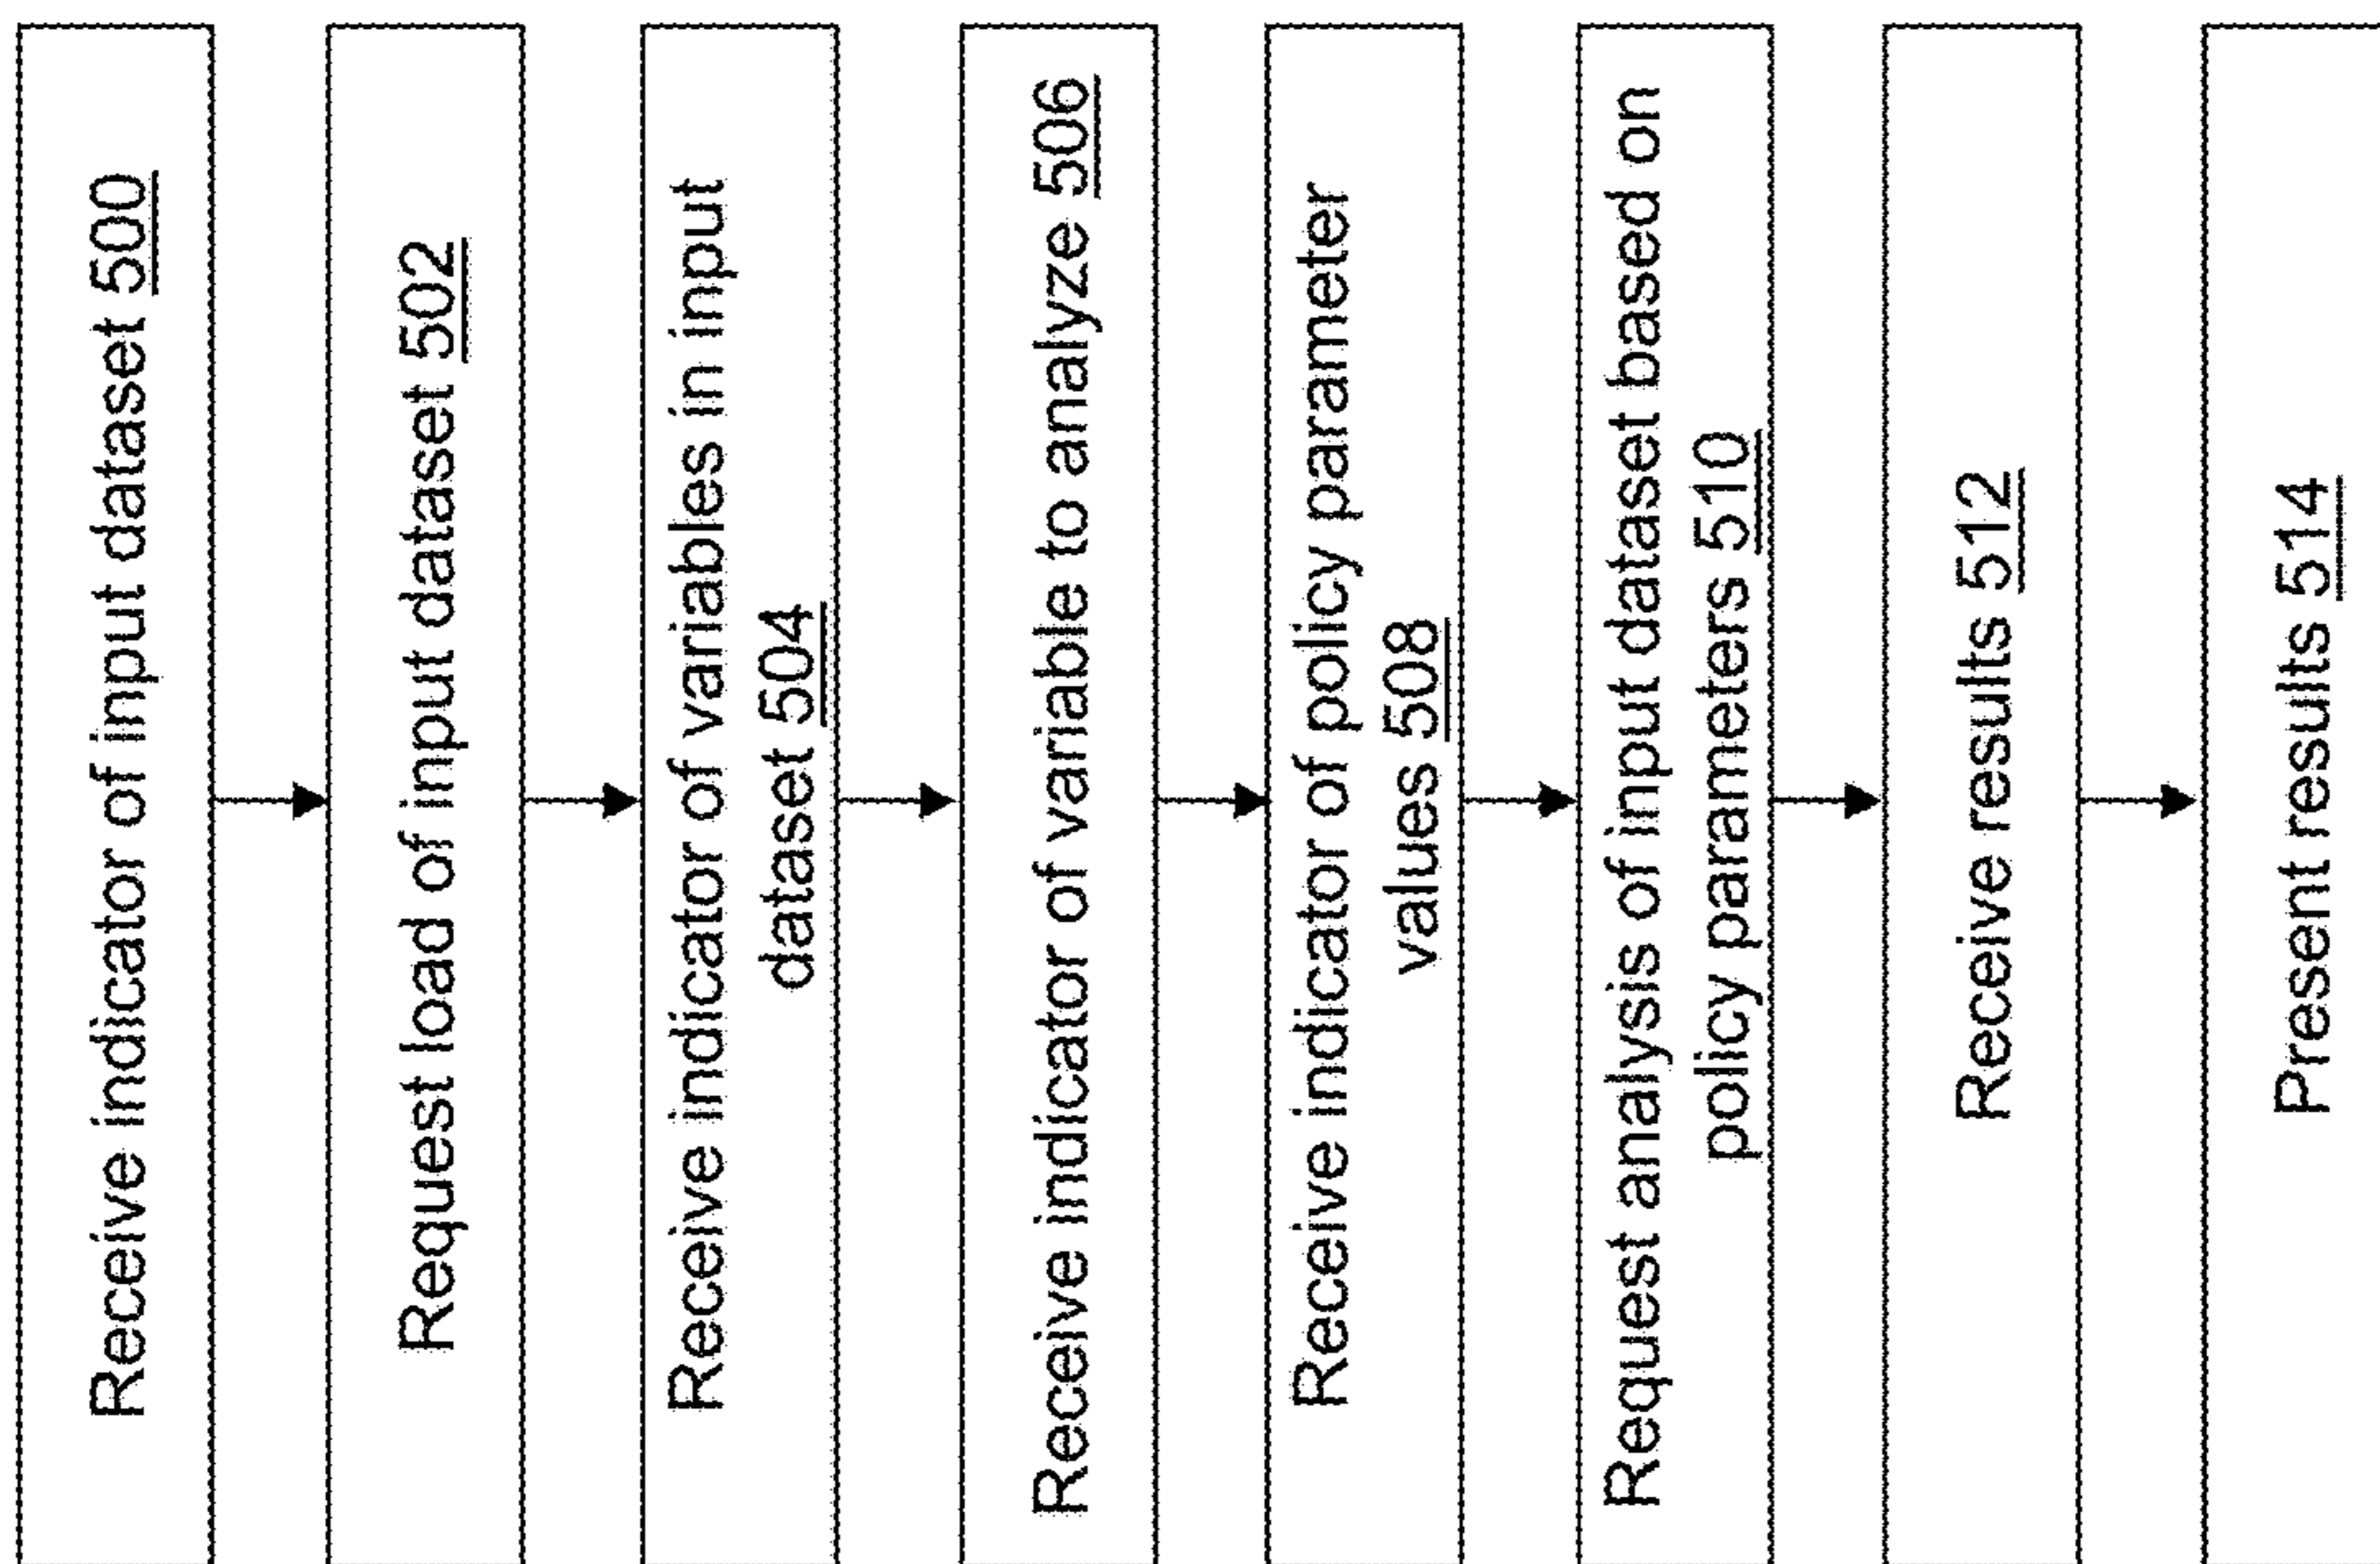 Receive indicator of input dataset 500
Request load of input dataset 502
Receive indicator of variables in input
dataset 504
Receive indicator of variable to analyze 506
Receive indicator of policy parameter
values 508
Request analysis of input dataset based on
policy parameters 510
Receive results 512
Present results 514